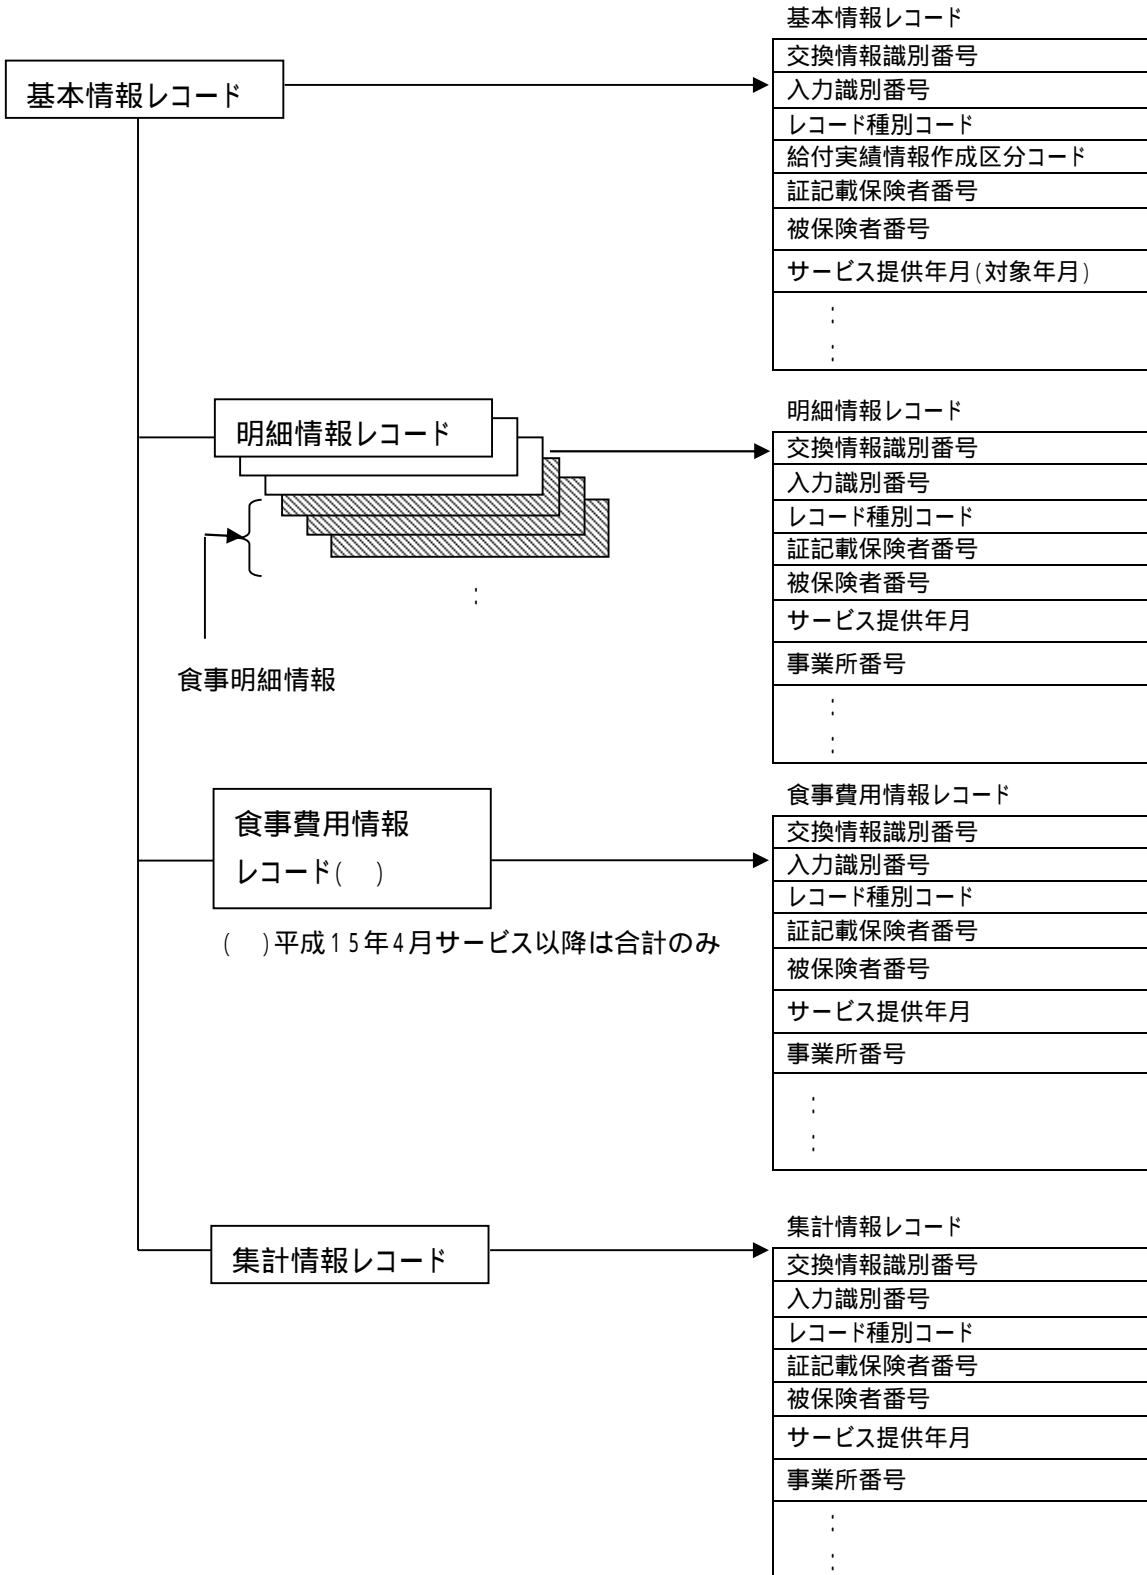 基本情報レコード
基本情報レコード
交換情報識別番号
入力識別番号
レコード種別コード
給付実績情報作成区分コード
証記載保険者番号
被保険者番号
サービス提供年月(対象年月)
:
:
明細情報レコード
:
食事明細情報
明細情報レコード
交換情報識別番号
入力識別番号
レコード種別コード
証記載保険者番号
被保険者番号
サービス提供年月
事業所番号
:
:
食事費用情報
レコード( )
( )平成15年4月サービス以降は合計のみ
食事費用情報レコード
交換情報識別番号
入力識別番号
レコード種別コード
証記載保険者番号
被保険者番号
サービス提供年月
事業所番号
:
:
集計情報レコード
集計情報レコード
交換情報識別番号
入力識別番号
レコード種別コード
証記載保険者番号
被保険者番号
サービス提供年月
事業所番号
:
: